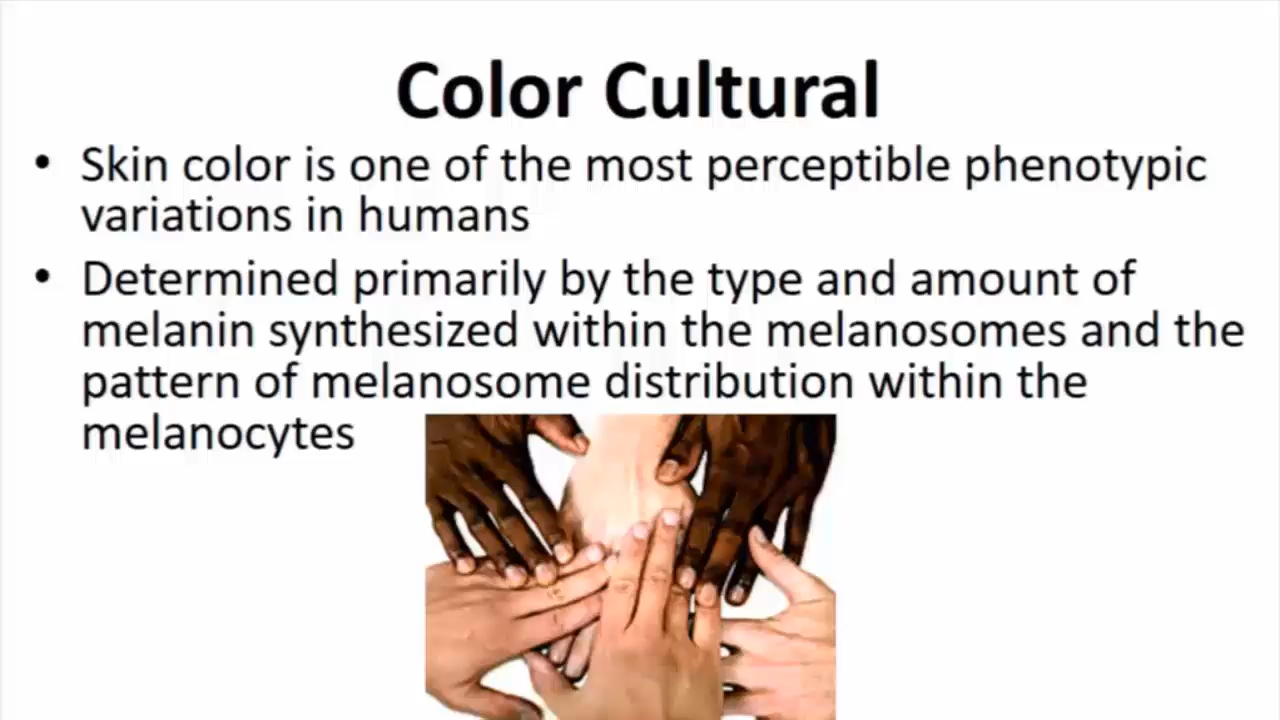 Color Cultural
• Skin color is one of the most perceptible phenotypic
variations in humans
• Determined primarily by the type and amount of
melanin synthesized within the melanosomes and the
pattern of melanosome distribution within the
melanocytes